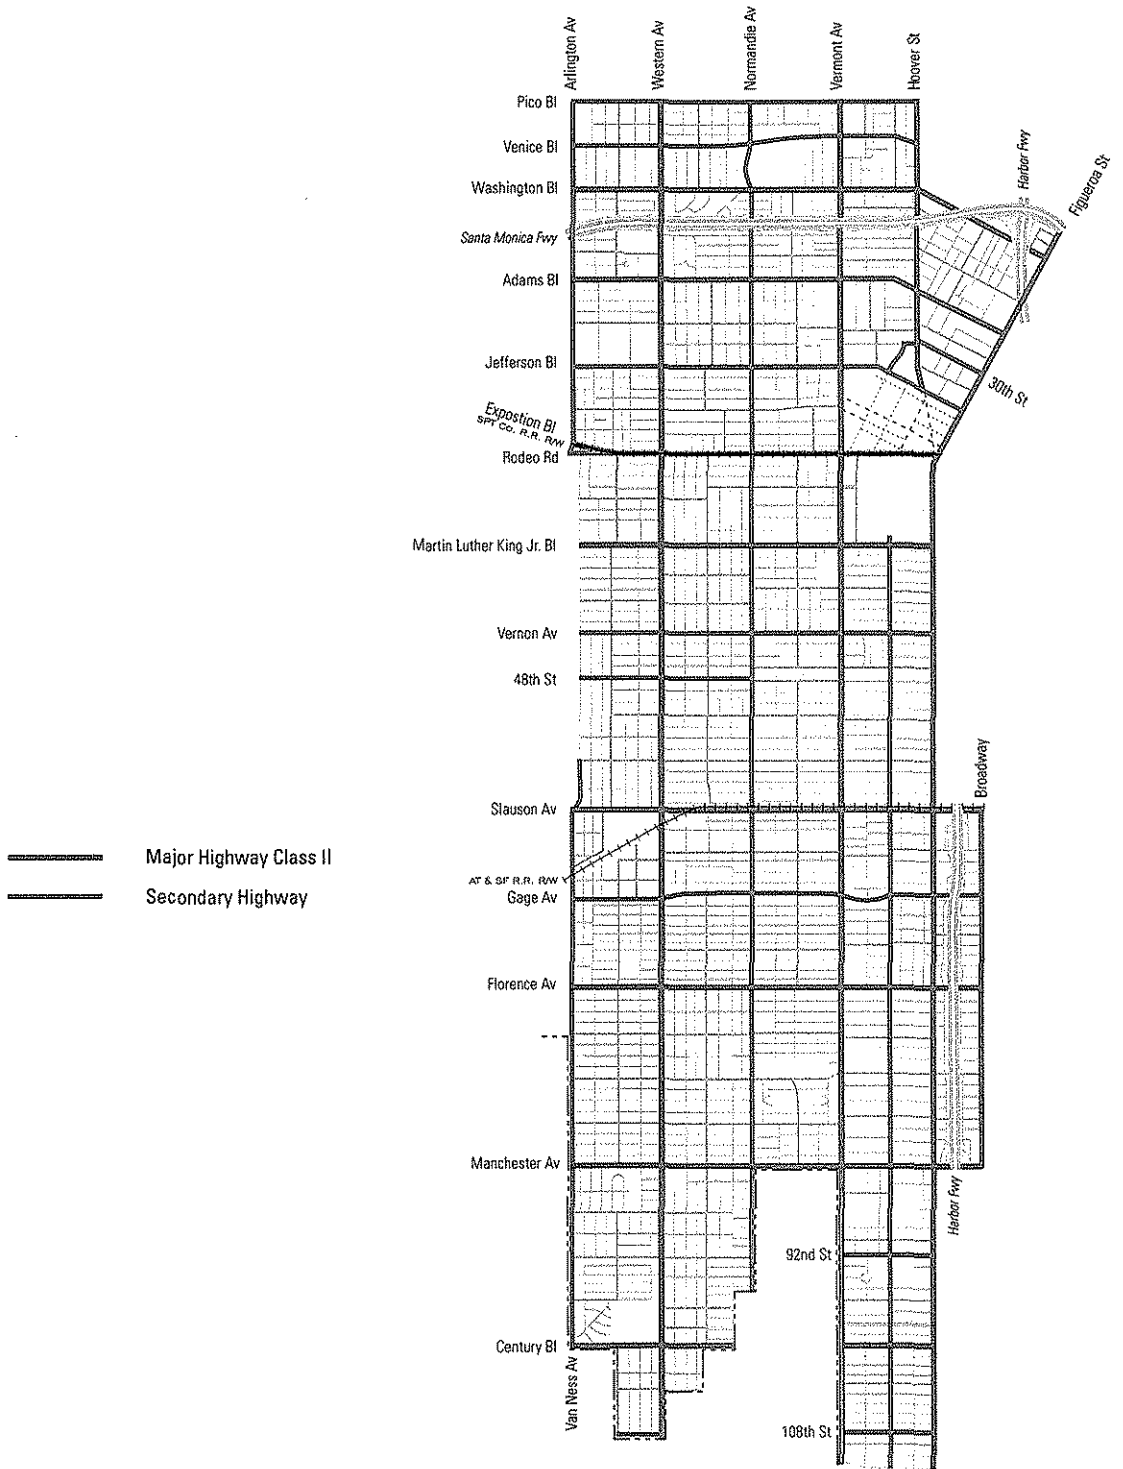 Arlington Av
Western Av
Normandie Av
Vermont Av
Hoover St
Pico Bl
Venice Bl
Harbor Fwy
Figueroa St
Washington Bl
Santa Monica Fwy
Adams Bl
Jefferson Bl
30th St
Expostion Bl
SPT Co. R.R. R/W
Rodeo Rd
Martin Luther King Jr. Bl
Vernon Av
48th St
Broadway
Slauson Av
Major Highway Class II
AT & SF R.R. R/W
Secondary Highway
Gage Av
Florence Av
Manchester Av
Harbor Fwy
92nd St
Century Bl
Van Ness Av
108th St